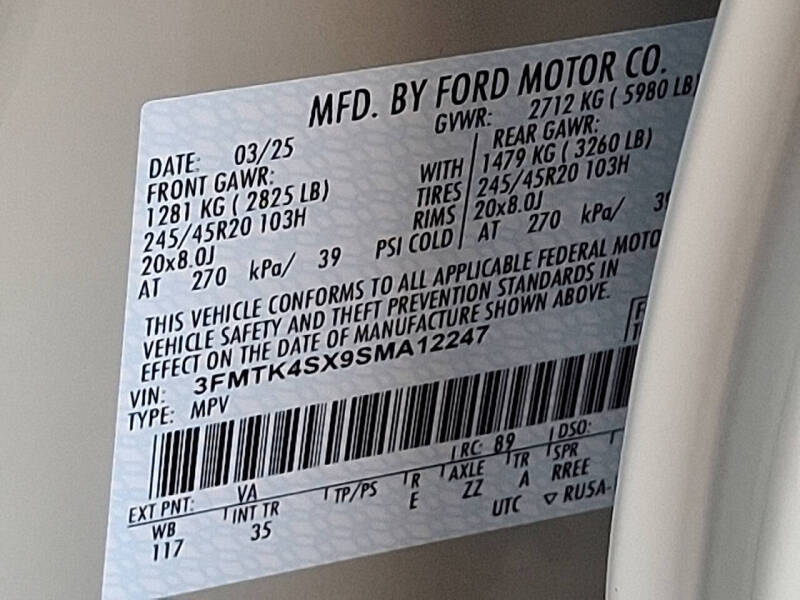 MFD. BY FORD MOTOR CO.
DATE: 03/25 GVWR: 2712 KG ( 5980 LB
FRONT GAWR: REAR GAWR:
1281 KG ( 2825 LB) WITH 1479 KG ( 3260 LB)
245/45R20 103H TIRES 245/45R20 103H
20x8.0J RIMS 20x8.0J
AT 270 kPa/ 39 PSI COLD AT 270 kPa/
THIS VEHICLE CONFORMS TO ALL APPLICABLE FEDERAL MOTO
VEHICLE SAFETY AND THEFT PREVENTION STANDARDS IN
EFFECT ON THE DATE OF MANUFACTURE SHOWN ABOVE.
VIN: 3FMTK4SX9SMA12247
TYPE: MPV
EXT PNT: VA RC: 89 DSO:
WB INT TR TP/PS R AXLE TR SPR
117 35 E ZZ A RREE
UTC ▽ RU5A-